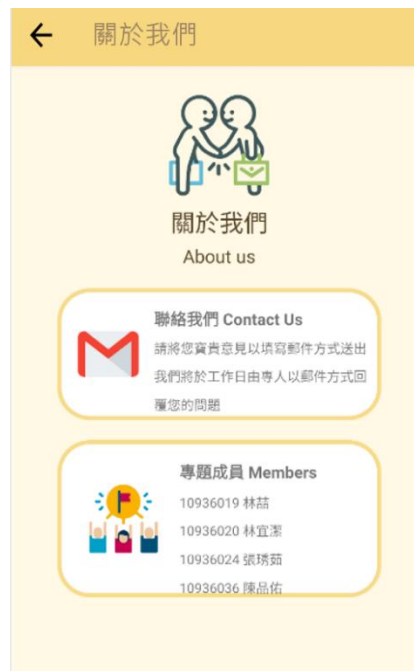 關於我們
關於我們
About us
聯絡我們 Contact Us
請將您寶貴意見以填寫郵件方式送出
我們將於工作日由專人以郵件方式回
覆您的問題
專題成員 Members
10936019 林喆
10936020 林宜潔
10936024 張琇茹
10936036 陳品佑